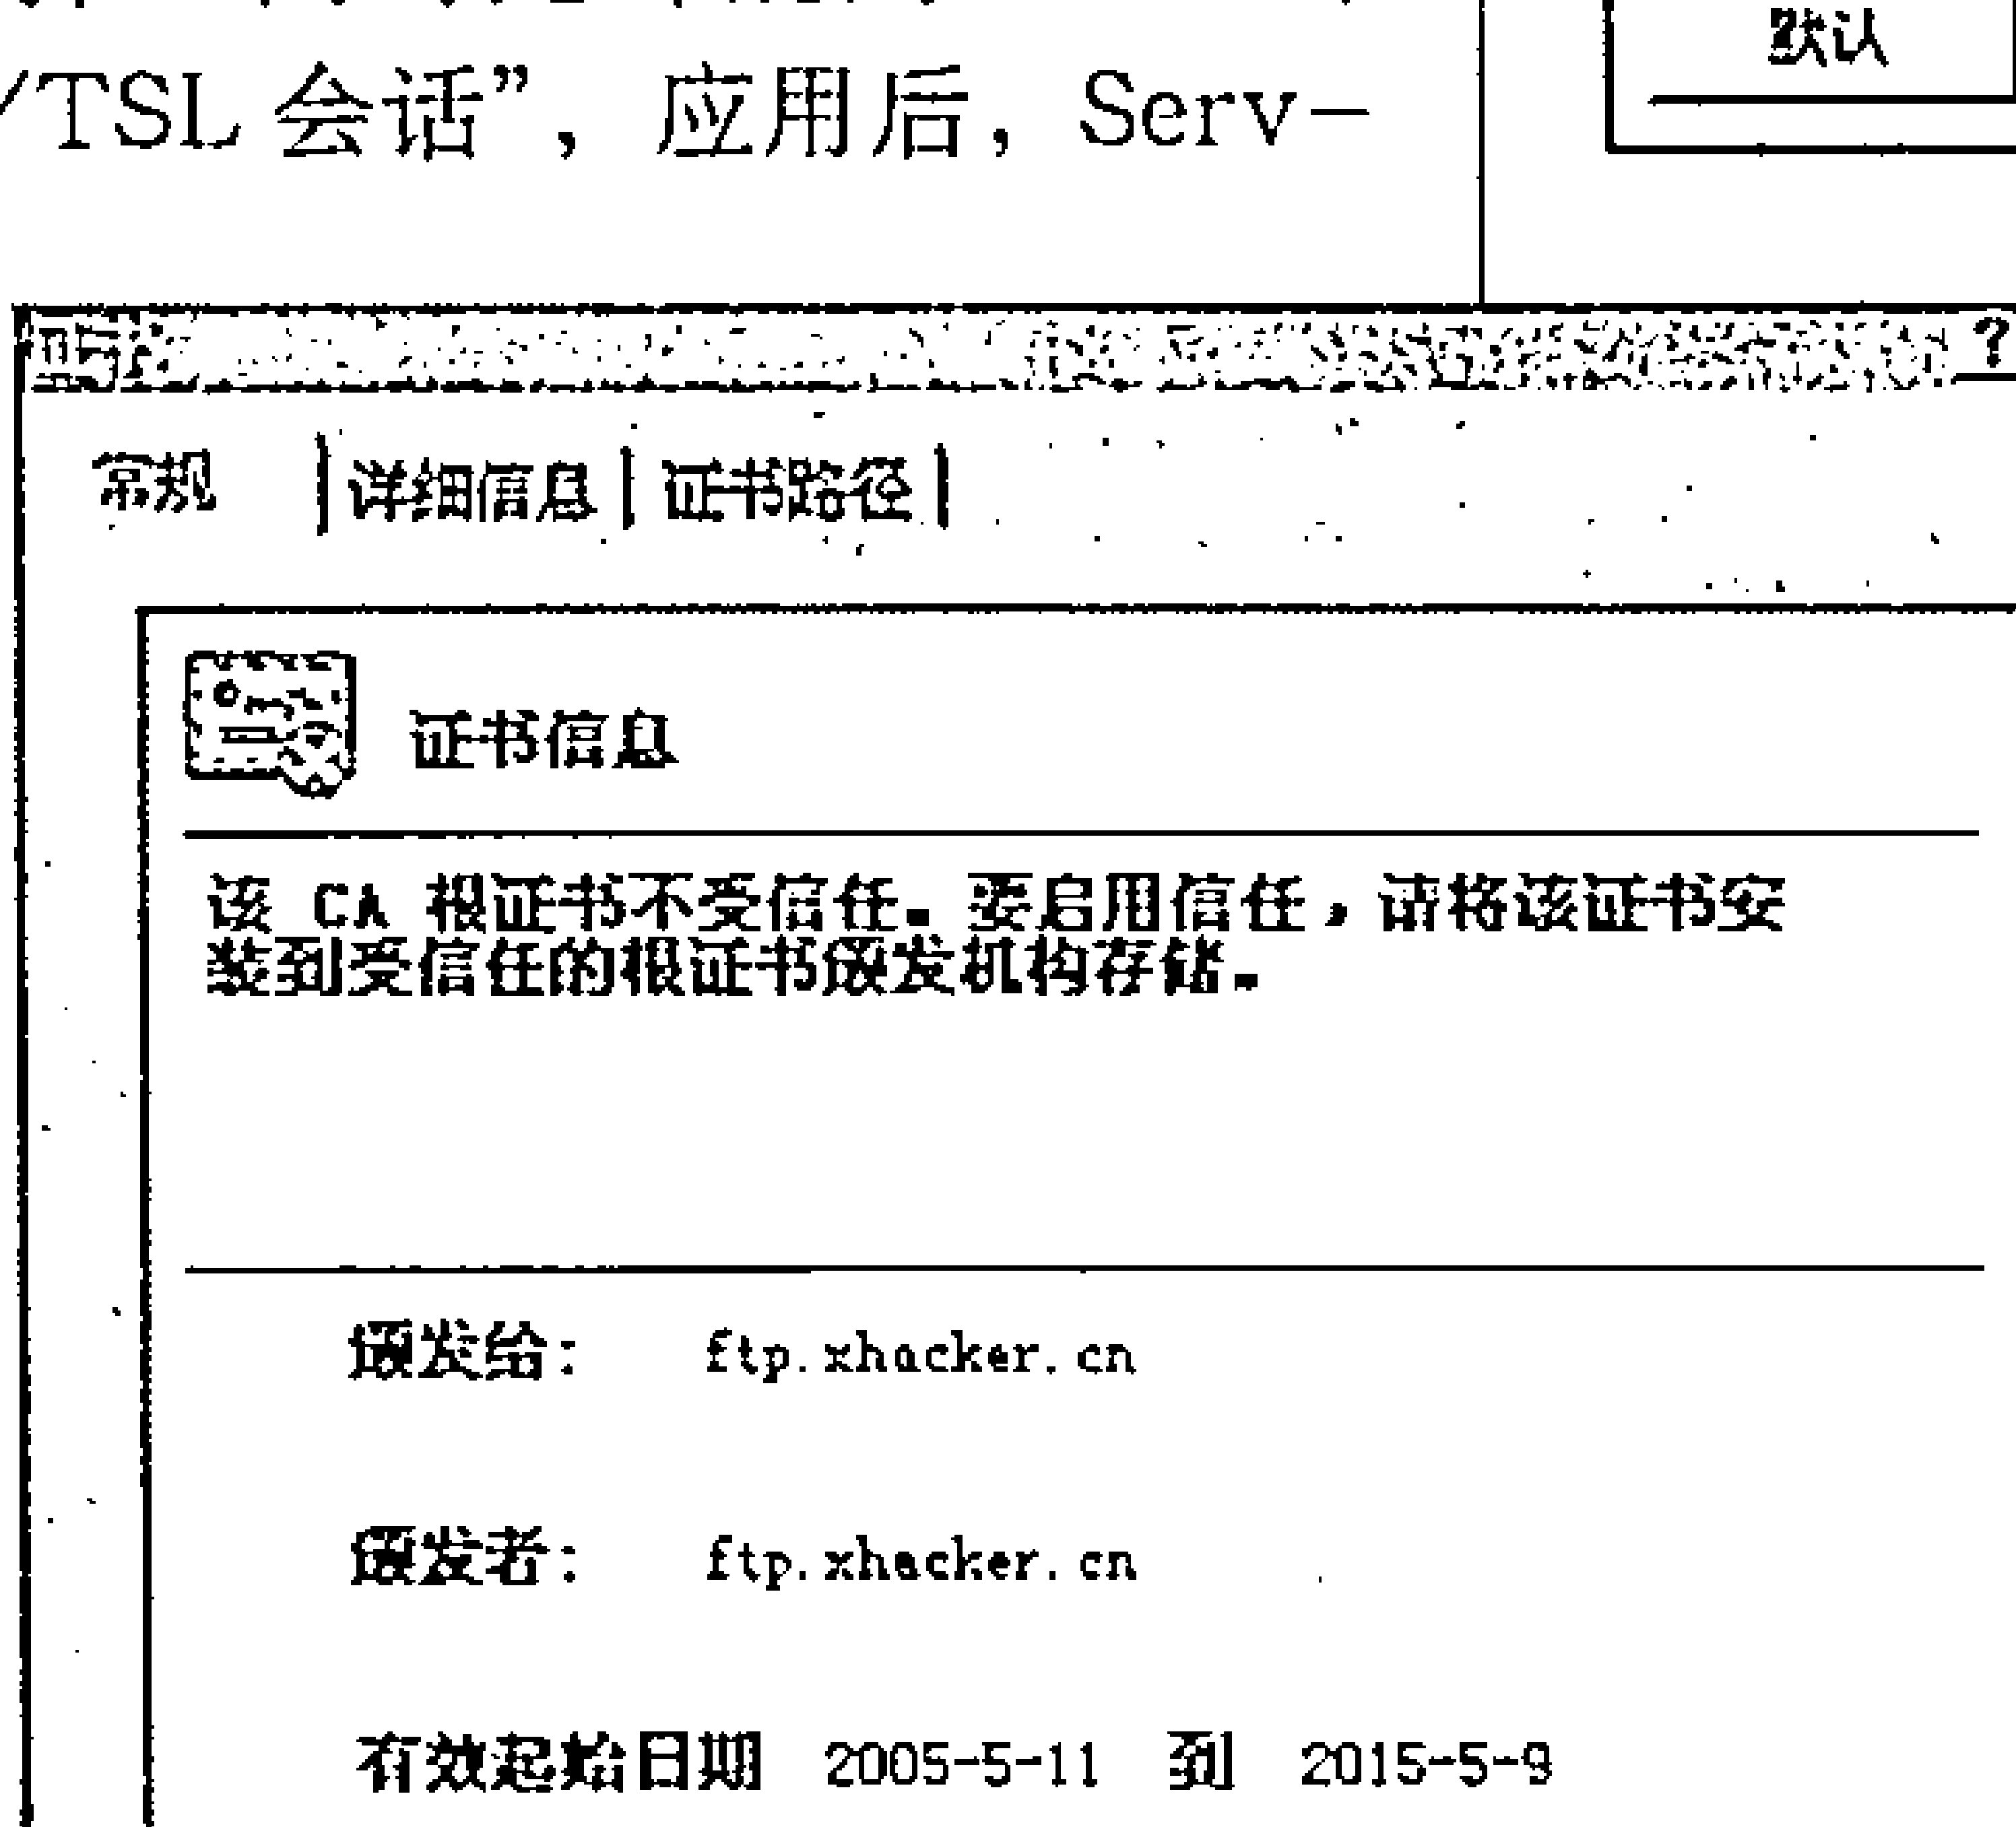 默认
/TSL 会话”，应用后，Serv-
?
常规 详细信息 证书路径
证书信息
该 CA 根证书不受信任。要启用信任，请将该证书安
装到受信任的根证书颁发机构存储。
颁发给： ftp.xhacker.cn
颁发者： ftp.xhacker.cn
有效起始日期 2005-5-11 到 2015-5-9